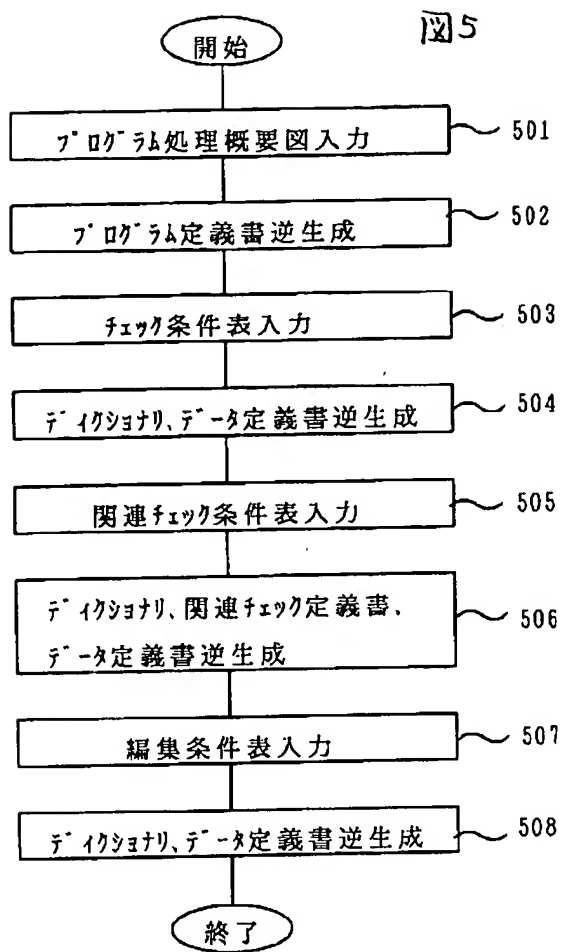 図5
開始
プログラム処理概要図入力
501
プログラム定義書逆生成
502
チェック条件表入力
503
ディクショナリ、データ定義書逆生成
504
関連チェック条件表入力
505
ディクショナリ、関連チェック定義書、
データ定義書逆生成
506
編集条件表入力
507
ディクショナリ、データ定義書逆生成
508
終了